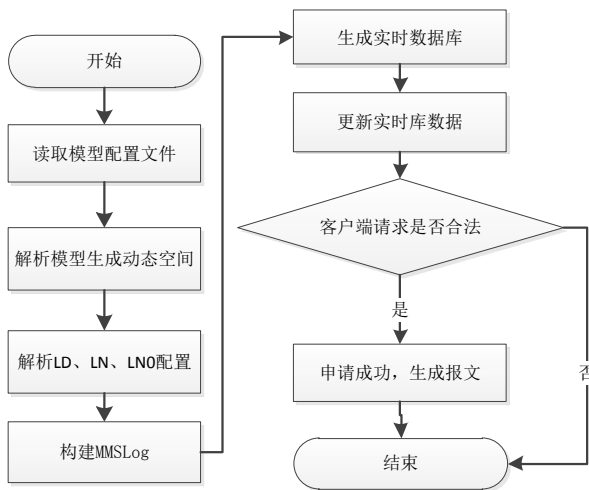 开始
读取模型配置文件
解析模型生成动态空间
解析LD、LN、LN0配置
构建MMSLog
生成实时数据库
更新实时库数据
客户端请求是否合法
是
否
申请成功，生成报文
结束